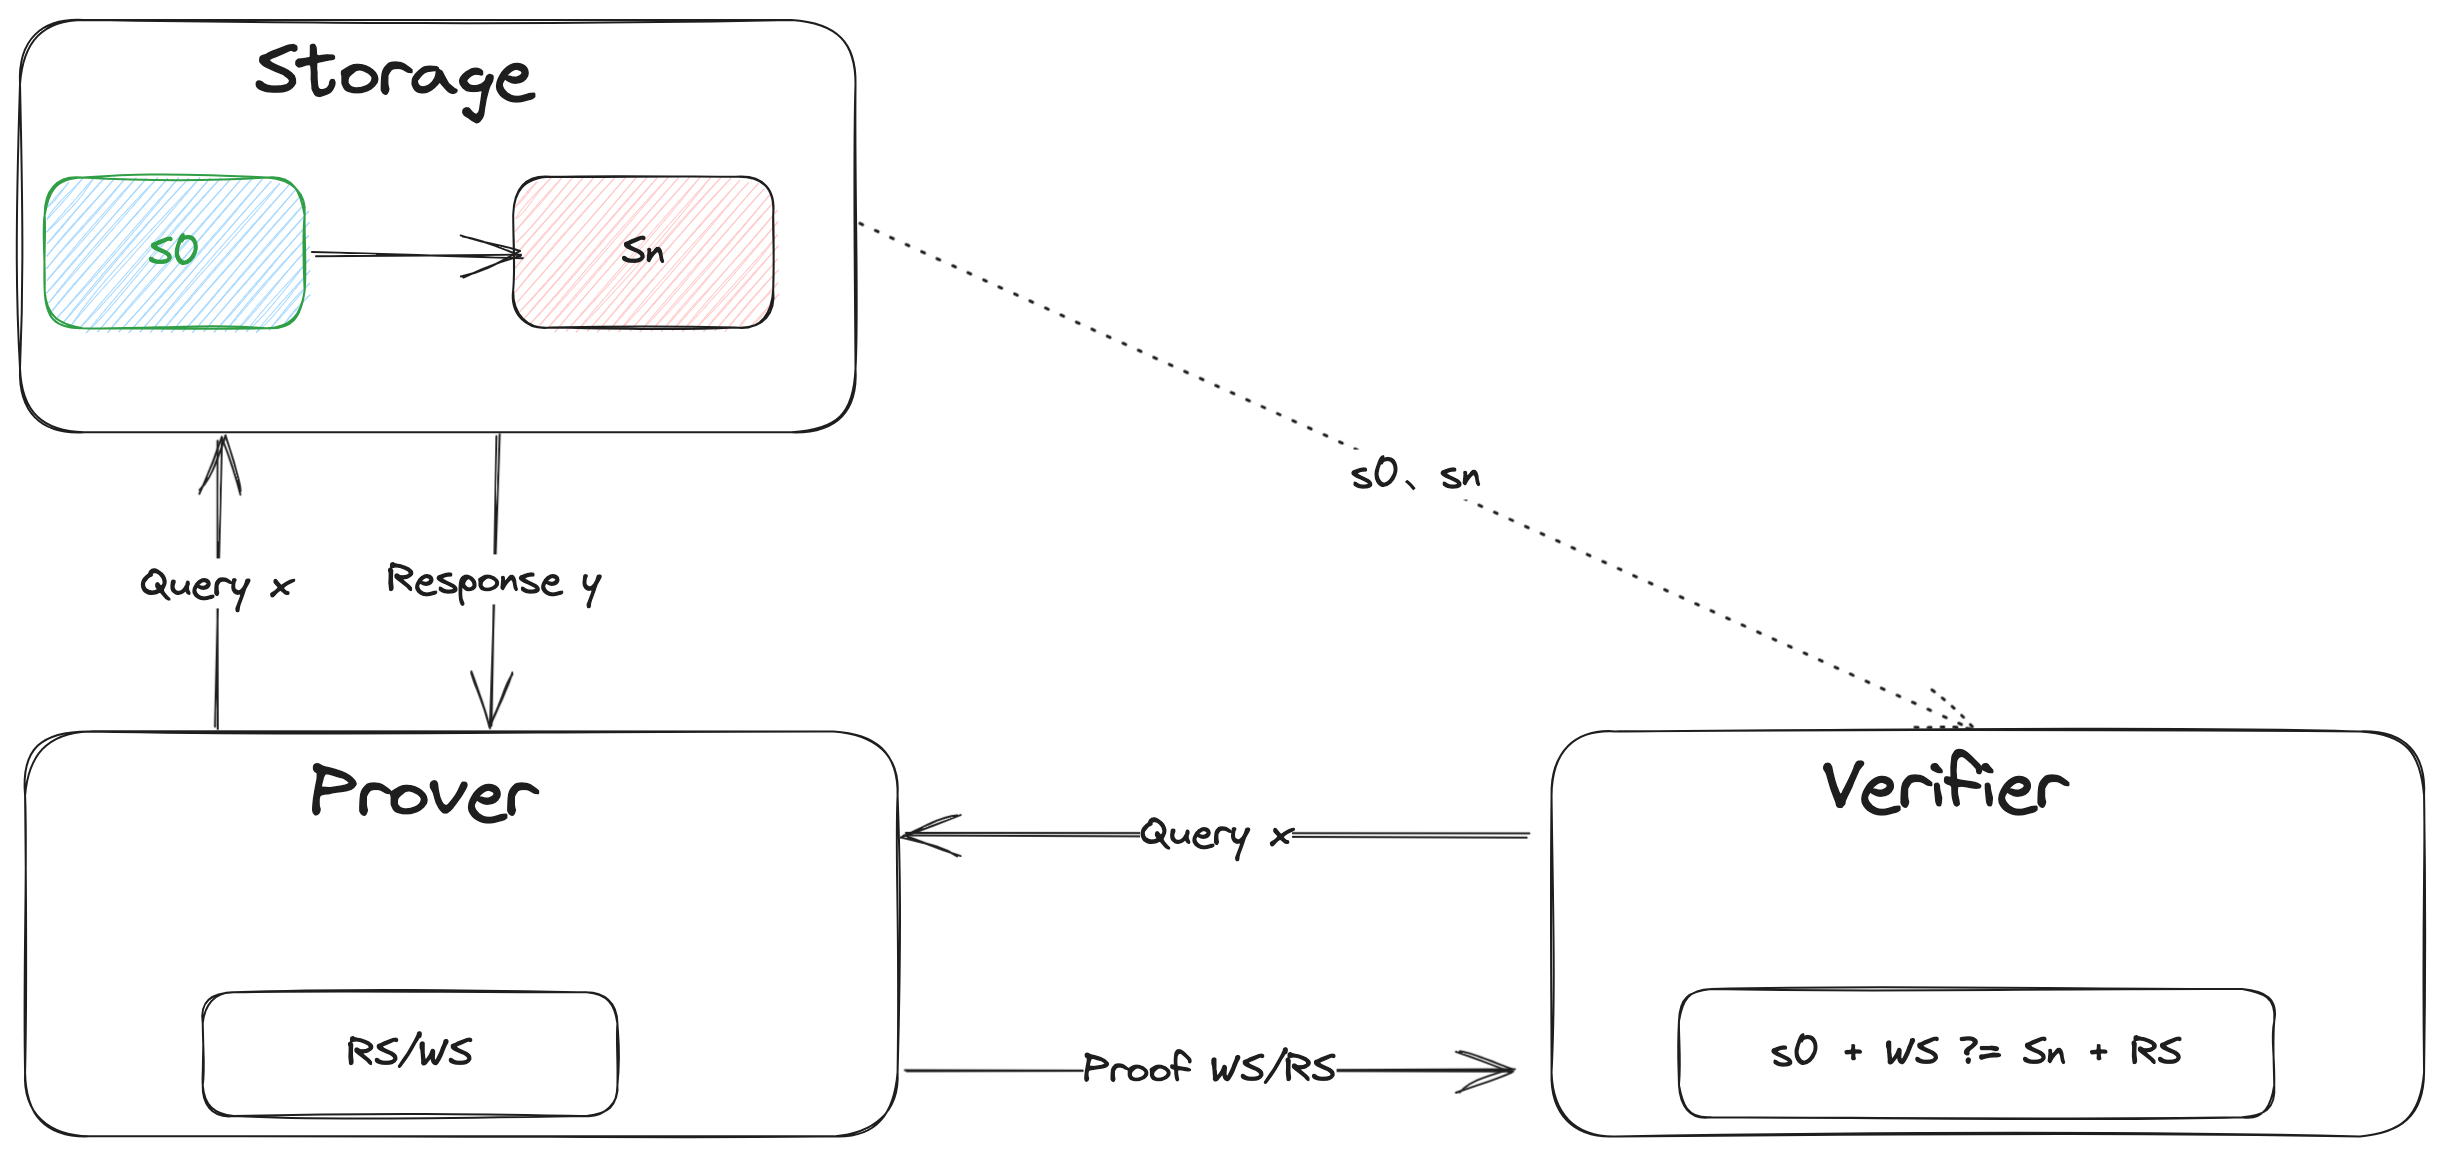 Storage
s0
Sn
s0、sn
Query x
Response y
Prover
Verifier
Query x
RS/WS
Proof WS/RS
s0 + WS ?= Sn + RS